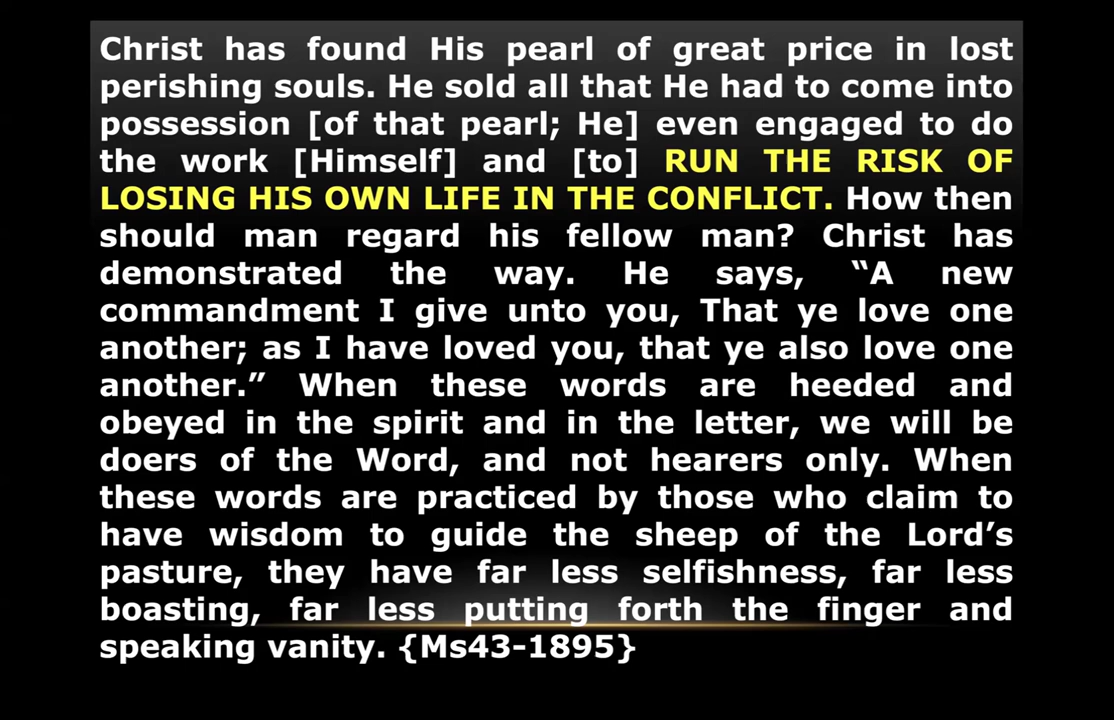 Christ has found His pearl of great price in lost
perishing souls. He sold all that He had to come into
possession [of that pearl; He] even engaged to do
the work [Himself] and [to] RUN THE RISK OF
LOSING HIS OWN LIFE IN THE CONFLICT. How then
should man regard his fellow man? Christ has
demonstrated the way. He says, “A new
commandment I give unto you, That ye love one
another; as I have loved you, that ye also love one
another.” When these words are heeded and
obeyed in the spirit and in the letter, we will be
doers of the Word, and not hearers only. When
these words are practiced by those who claim to
have wisdom to guide the sheep of the Lord’s
pasture, they have far less selfishness, far less
boasting, far less putting forth the finger and
speaking vanity. {Ms43-1895}